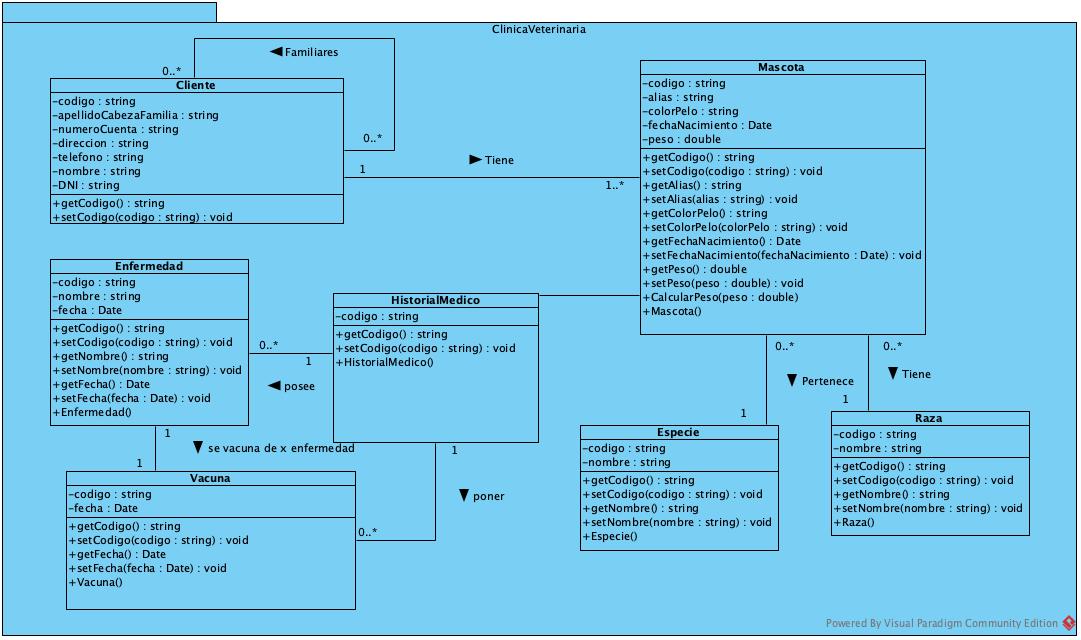 ClinicaVeterinaria
Familiares
0..*
0..*
Cliente
-codigo : string
-apellidoCabezaFamilia : string
-numeroCuenta : string
-direccion : string
-telefono : string
-nombre : string
-DNI : string
+getCodigo() : string
+setCodigo(codigo : string) : void
1
Tiene
1..*
Mascota
-codigo : string
-alias : string
-colorPelo : string
-fechaNacimiento : Date
-peso : double
+getCodigo() : string
+setCodigo(codigo : string) : void
+getAlias() : string
+setAlias(alias : string) : void
+getColorPelo() : string
+setColorPelo(colorPelo : string) : void
+getFechaNacimiento() : Date
+setFechaNacimiento(fechaNacimiento : Date) : void
+getPeso() : double
+setPeso(peso : double) : void
+CalcularPeso(peso : double)
+Mascota()
Enfermedad
-codigo : string
-nombre : string
-fecha : Date
+getCodigo() : string
+setCodigo(codigo : string) : void
+getNombre() : string
+setNombre(nombre : string) : void
+getFecha() : Date
+setFecha(fecha : Date) : void
+Enfermedad()
0..*
1
posee
HistorialMedico
-codigo : string
+getCodigo() : string
+setCodigo(codigo : string) : void
+HistorialMedico()
0..*
Pertenece
1
0..*
Tiene
1
1
se vacuna de x enfermedad
1
1
poner
0..*
Vacuna
-codigo : string
-fecha : Date
+getCodigo() : string
+setCodigo(codigo : string) : void
+getFecha() : Date
+setFecha(fecha : Date) : void
+Vacuna()
Especie
-codigo : string
-nombre : string
+getCodigo() : string
+setCodigo(codigo : string) : void
+getNombre() : string
+setNombre(nombre : string) : void
+Especie()
Raza
-codigo : string
-nombre : string
+getCodigo() : string
+setCodigo(codigo : string) : void
+getNombre() : string
+setNombre(nombre : string) : void
+Raza()
Powered By Visual Paradigm Community Edition